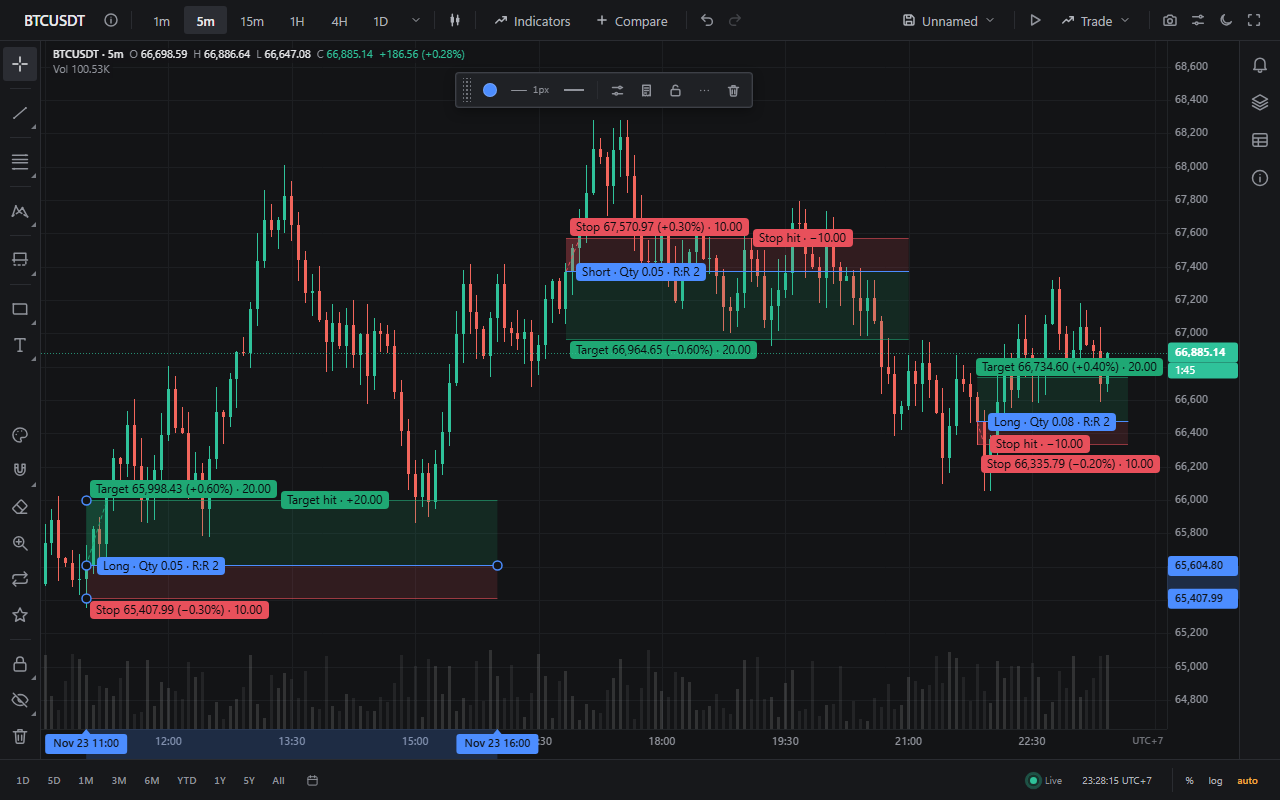 BTCUSDT 1m 5m 15m 1H 4H 1D Indicators Compare Unnamed Trade
BTCUSDT · 5m O 66,698.59 H 66,886.64 L 66,647.08 C 66,885.14 +186.56 (+0.28%)
Vol 100.53K
1px
68,600
68,400
68,200
68,000
67,800
67,600
67,400
67,200
67,000
66,885.14
1:45
66,600
66,400
66,200
66,000
65,800
65,604.80
65,407.99
65,200
65,000
64,800
Stop 67,570.97 (+0.30%) · 10.00
Stop hit · −10.00
Short · Qty 0.05 · R:R 2
Target 66,964.65 (−0.60%) · 20.00
Target 66,734.60 (+0.40%) · 20.00
Long · Qty 0.08 · R:R 2
Stop hit · −10.00
Stop 66,335.79 (−0.20%) · 10.00
Target 65,998.43 (+0.60%) · 20.00
Target hit · +20.00
Long · Qty 0.05 · R:R 2
Stop 65,407.99 (−0.30%) · 10.00
Nov 23 11:00 12:00 13:30 15:00 Nov 23 16:00 :30 18:00 19:30 21:00 22:30 UTC+7
1D 5D 1M 3M 6M YTD 1Y 5Y All Live 23:28:15 UTC+7 % log auto